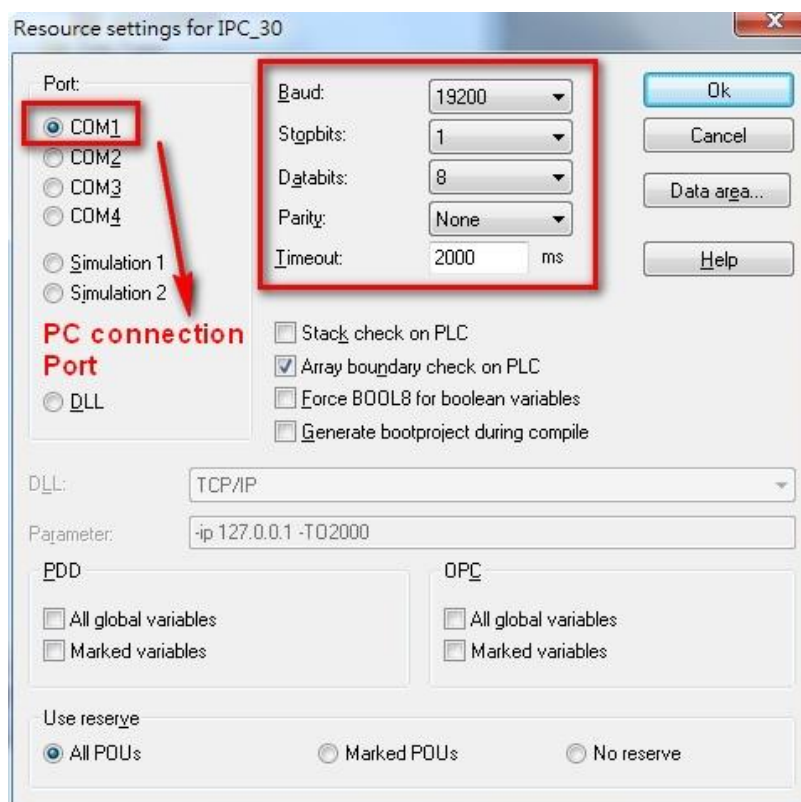 Resource settings for IPC_30
X
Port:
COM1
COM2
COM3
COM4
Simulation 1
Simulation 2
PC connection
Port
DLL
Baud:
19200
Stopbits:
1
Databits:
8
Parity:
None
Timeout:
2000
ms
Stack check on PLC
Array boundary check on PLC
Force BOOL8 for boolean variables
Generate bootproject during compile
Ok
Cancel
Data area...
Help
DLL:
TCP/IP
Parameter:
-ip 127.0.0.1 -TO2000
PDD
All global variables
Marked variables
OPC
All global variables
Marked variables
Use reserve
All POUs
Marked POUs
No reserve